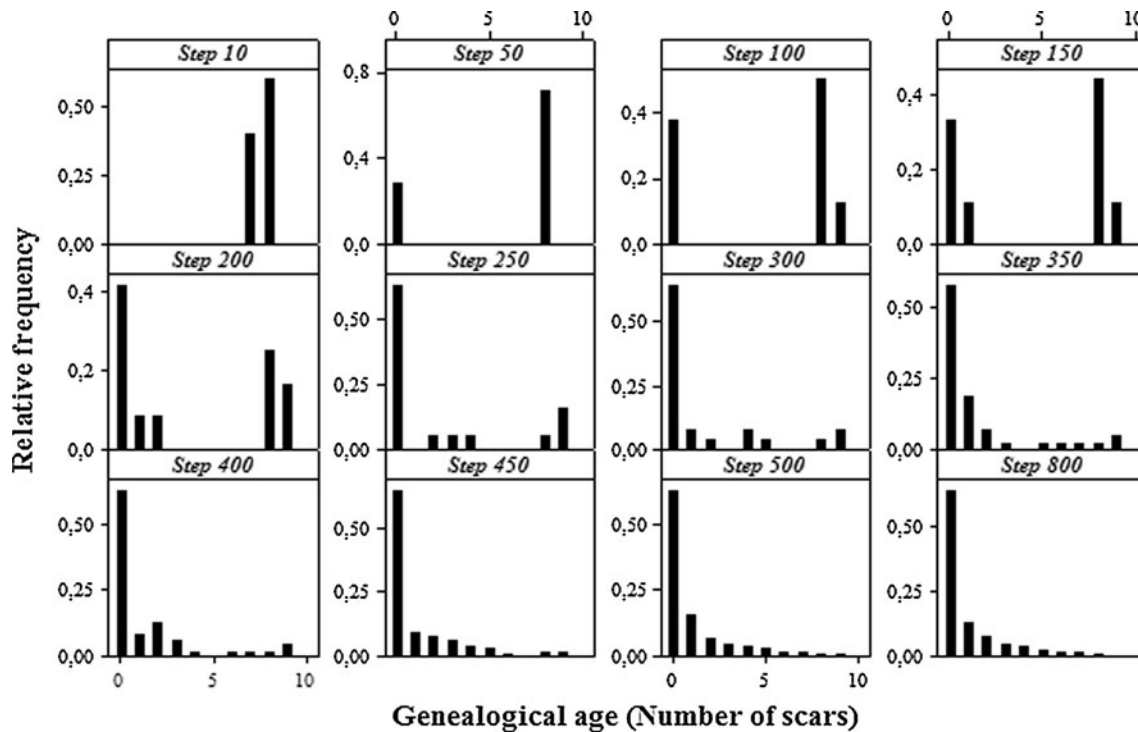 0 5 10 0 5 10
Step 10 Step 50 Step 100 Step 150
0,50 0,25 0,00
0,8 0,4 0,0
0,4 0,2 0,0
0,4 0,2 0,0
Step 200 Step 250 Step 300 Step 350
0,4 0,2 0,0
0,50 0,25 0,00
0,50 0,25 0,00
0,50 0,25 0,00
Step 400 Step 450 Step 500 Step 800
0,50 0,25 0,00
0,50 0,25 0,00
0,50 0,25 0,00
0,50 0,25 0,00
0 5 10 0 5 10
Relative frequency
Genealogical age (Number of scars)